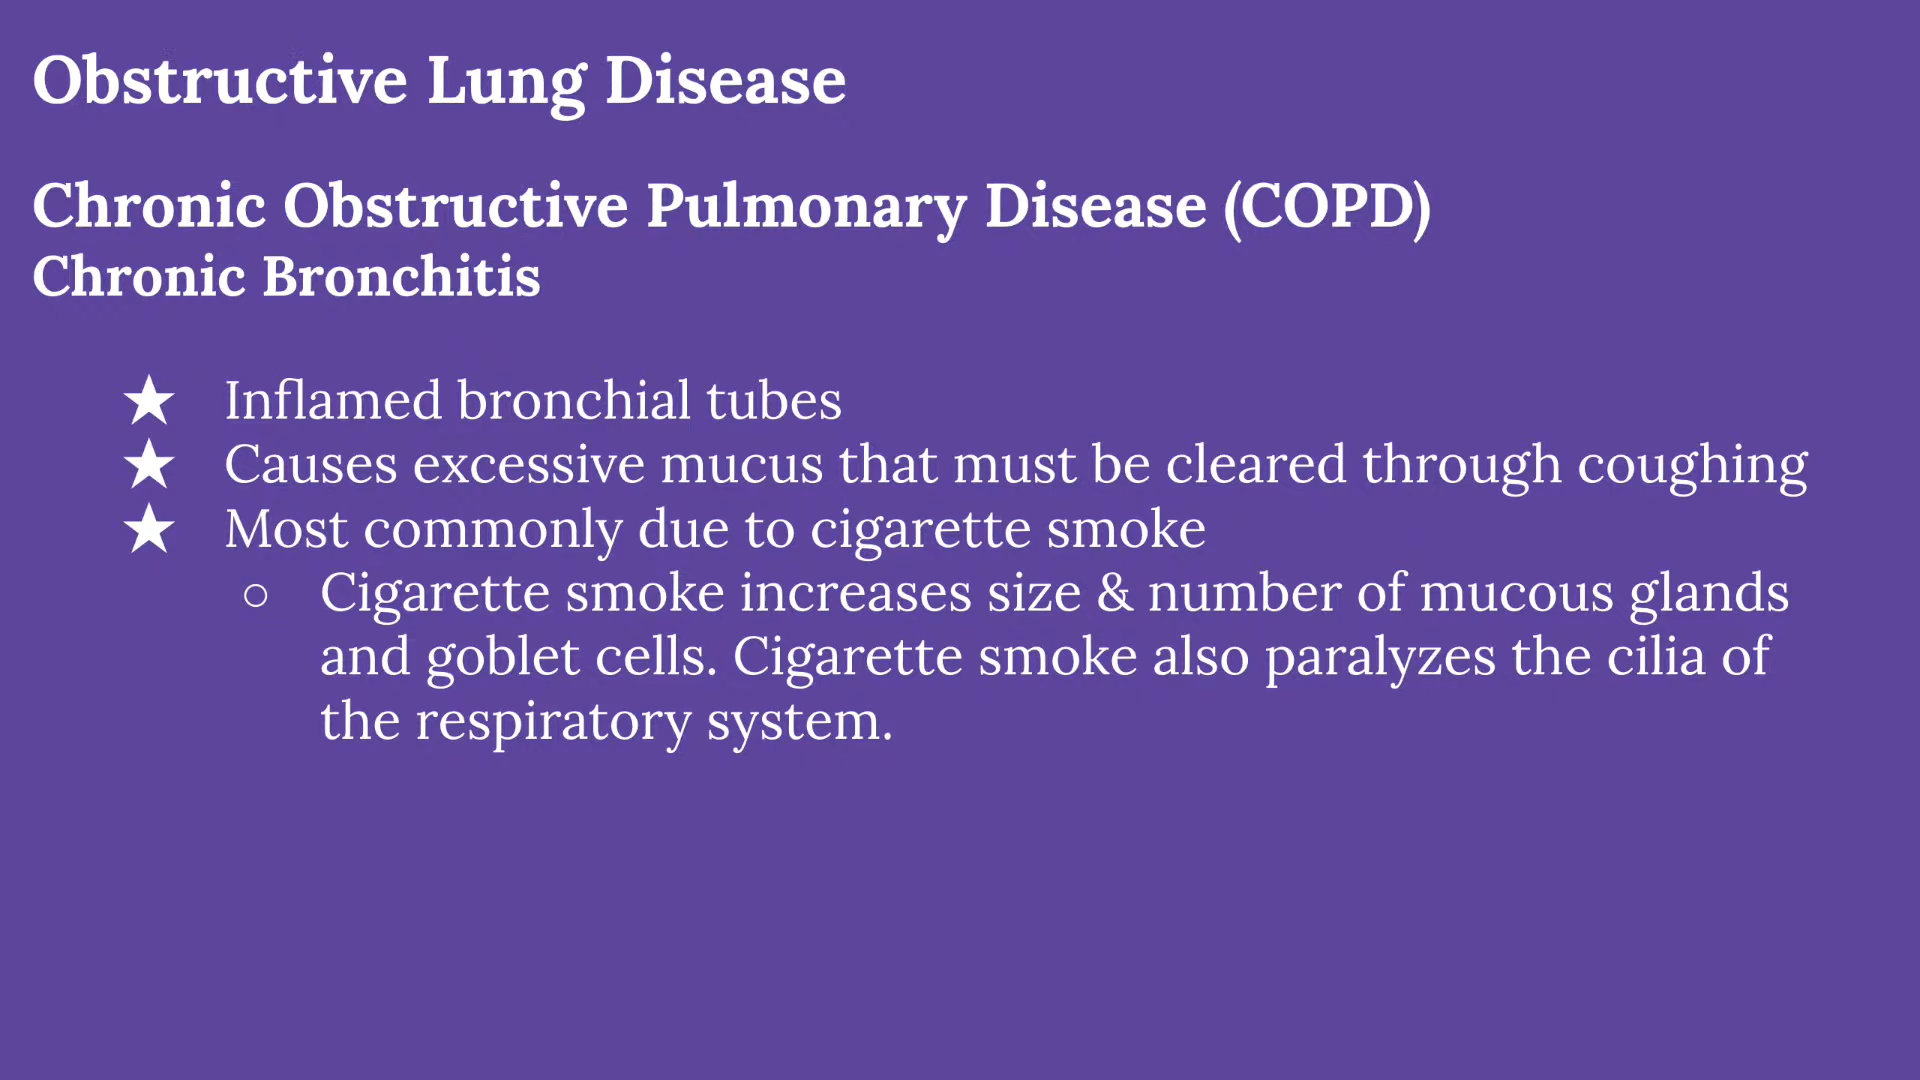 Obstructive Lung Disease
Chronic Obstructive Pulmonary Disease (COPD)
Chronic Bronchitis
★ Inflamed bronchial tubes
★ Causes excessive mucus that must be cleared through coughing
★ Most commonly due to cigarette smoke
○ Cigarette smoke increases size & number of mucous glands
and goblet cells. Cigarette smoke also paralyzes the cilia of
the respiratory system.